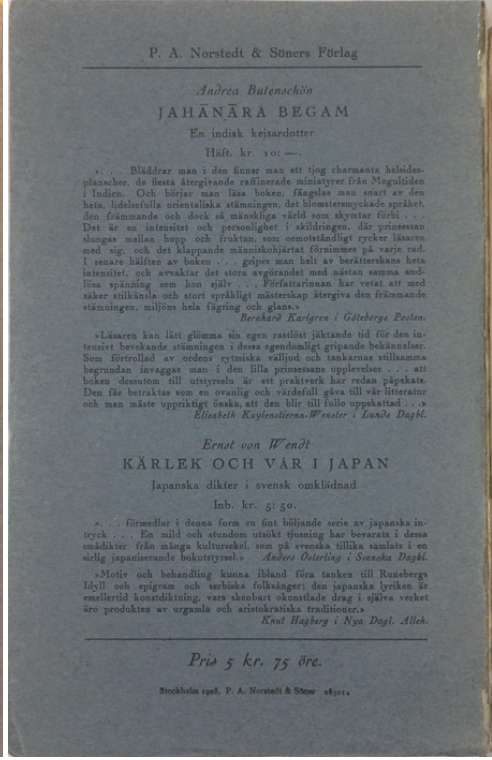 P. A. Norstedt & Söners Förlag
Andrea Butenschön
JAHĀNĀRA BEGAM
En indisk kejsardotter
Häft. kr. 10: —.
». . . Bläddrar man i den finner man ett tjog charmanta helsides-
planscher, de flesta återgivande raffinerade miniatyrer från Mogultiden
i Indien. Och börjar man läsa boken, fängslas man snart av den
heta, lidelsefulla orientaliska stämningen, det blomstersmyckade språket,
den främmande och dock så mänskliga värld som skymtar förbi . . .
Det är en intensitet och personlighet i skildringen, där prinsessan
slungas mellan hopp och fruktan, som oemotståndligt rycker läsaren
med sig, och det klappande människohjärtat förnimmes på varje rad.
I senare hälften av boken . . . gripes man helt av berätterskans heta
intensitet, och avvaktar det stora avgörandet med nästan samma änd-
lösa spänning som hon själv . . . Författarinnan har vetat att med
säker stilkänsla och stort språkligt mästerskap återgiva den främmande
stämningen, miljöns hela fägring och glans.»
Bernhard Karlgren i Göteborgs Posten.
»Läsaren kan lätt glömma sin egen rastlöst jäktande tid för den in-
tensivt bevekande stämningen i dessa egendomligt gripande bekännelser.
Som förtrollad av ordens rytmiska välljud och tankarnas stillsamma
begrundan invaggas man i den lilla prinsessans upplevelser . . . att
boken dessutom till utstyrseln är ett praktverk har redan påpekats.
Den får betraktas som en ovanlig och värdefull gåva till vår litteratur
och man måste uppriktigt önska, att den blir till fullo uppskattad . . .»
Elisabeth Kuylenstierna-Wenster i Lunds Dagbl.
Ernst von Wendt
KÄRLEK OCH VÅR I JAPAN
Japanska dikter i svensk omklädnad
Inb. kr. 5: 50.
». . . förmedlar i denna form en fint böljande serie av japanska in-
tryck . . . En mild och stundom utsökt tjusning har bevarats i dessa
smådikter från många kultursekel, som på svenska tillika samlats i en
sirlig japaniserande bokutstyrsel.» Anders Österling i Svenska Dagbl.
»Motiv och behandling kunna ibland föra tanken till Runebergs
Idyll och epigram och serbiska folksånger; den japanska lyriken är
emellertid konstdiktning, vars skenbart okonstlade drag i själva verket
äro produkten av urgamla och aristokratiska traditioner.»
Knut Hagberg i Nya Dagl. Alleh.
Pris 5 kr. 75 öre.
Stockholm 1928, P. A. Norstedt & Söner